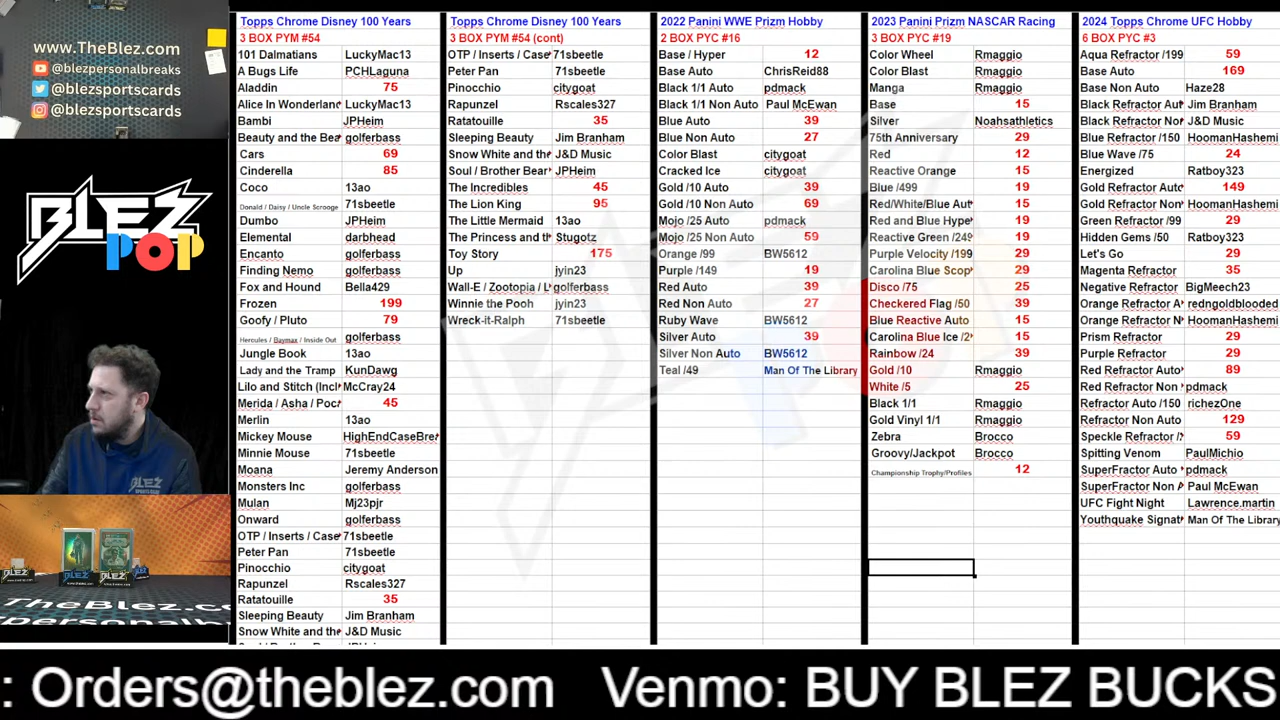 www.TheBlez.com
@blezpersonalbreaks
@blezsportscards
BLEZ
POP
TheBlez.co
Topps Chrome Disney 100 Years
3 BOX PYM #54
101 Dalmatians LuckyMac13
A Bugs Life PCHLaguna
Aladdin 75
Alice In Wonderlan LuckyMac13
Bambi JPHeim
Beauty and the Bea golferbass
Cars 69
Cinderella 85
Coco 13ao
Donald / Daisy / Uncle Scrooge 71sbeetle
Dumbo JPHeim
Elemental darbhead
Encanto golferbass
Finding Nemo golferbass
Fox and Hound Bella429
Frozen 199
Goofy / Pluto 79
Hercules / Baymax / Inside Out golferbass
Jungle Book 13ao
Lady and the Tramp KunDawg
Lilo and Stitch (Incl McCray24
Merida / Asha / Poc 45
Merlin 13ao
Mickey Mouse HighEndCaseBre
Minnie Mouse 71sbeetle
Moana Jeremy Anderson
Monsters Inc golferbass
Mulan Mj23pjr
Onward golferbass
OTP / Inserts / Case 71sbeetle
Peter Pan 71sbeetle
Pinocchio citygoat
Rapunzel Rscales327
Ratatouille 35
Sleeping Beauty Jim Branham
Snow White and the J&D Music
Topps Chrome Disney 100 Years
3 BOX PYM #54 (cont)
OTP / Inserts / Case 71sbeetle
Peter Pan 71sbeetle
Pinocchio citygoat
Rapunzel Rscales327
Ratatouille 35
Sleeping Beauty Jim Branham
Snow White and th J&D Music
Soul / Brother Bear JPHeim
The Incredibles 45
The Lion King 95
The Little Mermaid 13ao
The Princess and th Stugotz
Toy Story 175
Up jyin23
Wall-E / Zootopia / L golferbass
Winnie the Pooh jyin23
Wreck-it-Ralph 71sbeetle
2022 Panini WWE Prizm Hobby
2 BOX PYC #16
Base / Hyper 12
Base Auto ChrisReid88
Black 1/1 Auto pdmack
Black 1/1 Non Auto Paul McEwan
Blue Auto 39
Blue Non Auto 27
Color Blast citygoat
Cracked Ice citygoat
Gold /10 Auto 39
Gold /10 Non Auto 69
Mojo /25 Auto pdmack
Mojo /25 Non Auto 59
Orange /99 BW5612
Purple /149 19
Red Auto 39
Red Non Auto 27
Ruby Wave BW5612
Silver Auto 39
Silver Non Auto BW5612
Teal /49 Man Of The Library
2023 Panini Prizm NASCAR Racing
3 BOX PYC #19
Color Wheel Rmaggio
Color Blast Rmaggio
Manga Rmaggio
Base 15
Silver Noahsathletics
75th Anniversary 29
Red 12
Reactive Orange 15
Blue /499 19
Red/White/Blue Aut 15
Red and Blue Hype 19
Reactive Green /249 19
Purple Velocity /199 29
Carolina Blue Scop 29
Disco /75 25
Checkered Flag /50 39
Blue Reactive Auto 15
Carolina Blue Ice /2 15
Rainbow /24 39
Gold /10 Rmaggio
White /5 25
Black 1/1 Rmaggio
Gold Vinyl 1/1 Rmaggio
Zebra Brocco
Groovy/Jackpot Brocco
Championship Trophy/Profiles 12
2024 Topps Chrome UFC Hobby
6 BOX PYC #3
Aqua Refractor /199 59
Base Auto 169
Base Non Auto Haze28
Black Refractor Au Jim Branham
Black Refractor No J&D Music
Blue Refractor /150 HoomanHashemi
Blue Wave /75 24
Energized Ratboy323
Gold Refractor Aut 149
Gold Refractor Non HoomanHashemi
Green Refractor /99 29
Hidden Gems /50 Ratboy323
Let's Go 29
Magenta Refractor 35
Negative Refractor BigMeech23
Orange Refractor A redngoldblooded
Orange Refractor N HoomanHashemi
Prism Refractor 29
Purple Refractor 29
Red Refractor Auto 89
Red Refractor Non pdmack
Refractor Auto /150 richezOne
Refractor Non Auto 129
Speckle Refractor / 59
Spitting Venom PaulMichio
SuperFractor Auto pdmack
SuperFractor Non A Paul McEwan
UFC Fight Night Lawrence.martin
Youthquake Signat Man Of The Library
: Orders@theblez.com Venmo: BUY BLEZ BUCKS